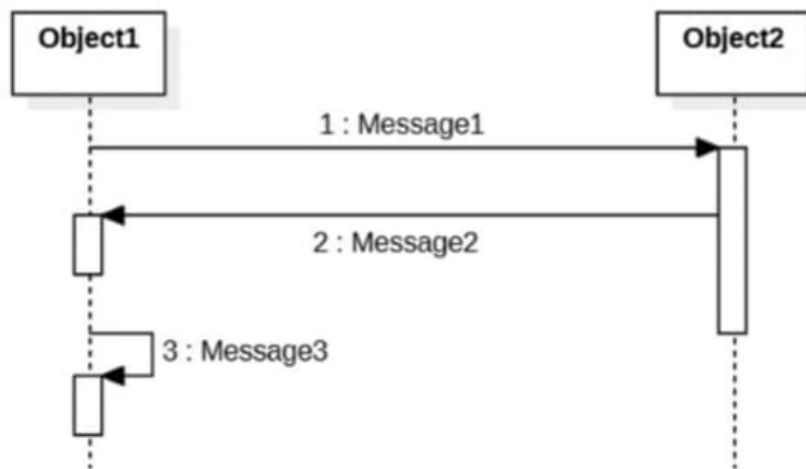 Object1
Object2
1 : Message1
2 : Message2
3 : Message3